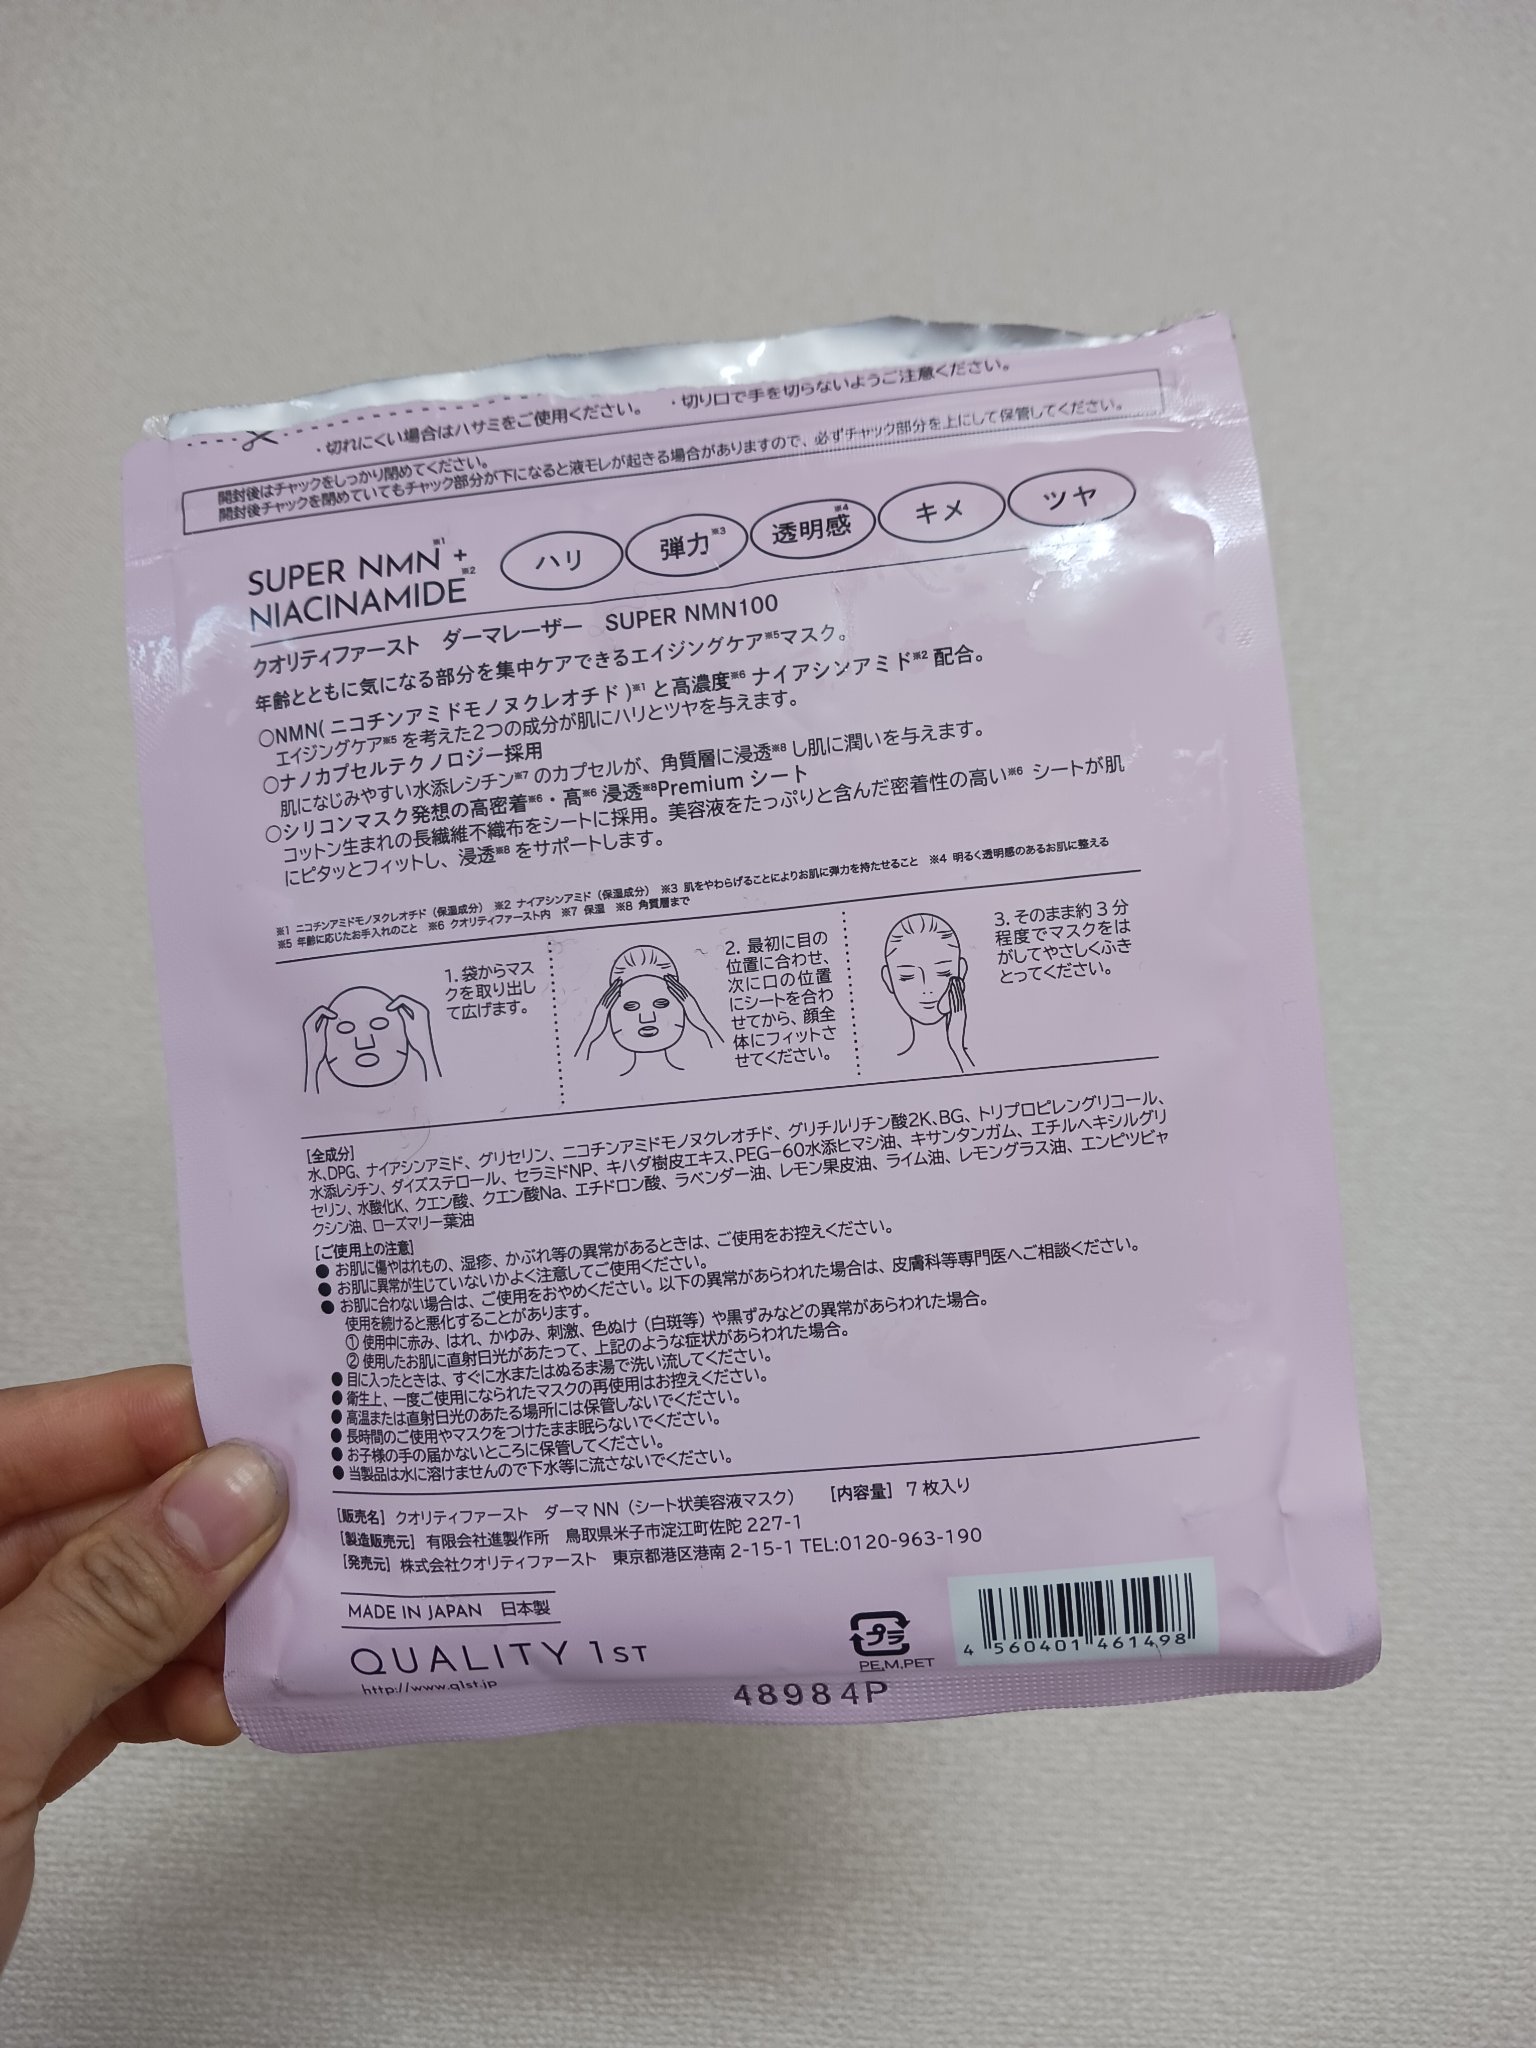 ・切れにくい場合はハサミをご使用ください。 ・切り口で手を切らないようご注意ください。
開封後はチャックをしっかり閉めてください。
開封後チャックを閉めていてもチャック部分が下になると液モレが起きる場合がありますので、必ずチャック部分を上にして保管してください。
SUPER NMN※1 +
NIACINAMIDE※2
ハリ 弾力※3 透明感※4 キメ ツヤ
クオリティファースト ダーマレーザー SUPER NMN100
年齢とともに気になる部分を集中ケアできるエイジングケア※5マスク。
○NMN(ニコチンアミドモノヌクレオチド)※1と高濃度※6ナイアシンアミド※2配合。
エイジングケア※5を考えた2つの成分が肌にハリとツヤを与えます。
○ナノカプセルテクノロジー採用
肌になじみやすい水添レシチン※7のカプセルが、角質層に浸透※8し肌に潤いを与えます。
○シリコンマスク発想の高密着※6・高※6浸透※8Premiumシート
コットン生まれの長繊維不織布をシートに採用。美容液をたっぷりと含んだ密着性の高い※6シートが肌
にピタッとフィットし、浸透※8をサポートします。
※1 ニコチンアミドモノヌクレオチド（保湿成分） ※2 ナイアシンアミド（保湿成分） ※3 肌をやわらげることによりお肌に弾力を持たせること ※4 明るく透明感のあるお肌に整える
※5 年齢に応じたお手入れのこと ※6 クオリティファースト内 ※7 保湿 ※8 角質層まで
1. 袋からマス
クを取り出し
て広げます。
2. 最初に目の
位置に合わせ、
次に口の位置
にシートを合わ
せてから、顔全
体にフィットさ
せてください。
3. そのまま約3分
程度でマスクをは
がしてやさしくふき
とってください。
[全成分]
水、DPG、ナイアシンアミド、グリセリン、ニコチンアミドモノヌクレオチド、グリチルリチン酸2K、BG、トリプロピレングリコール、
水添レシチン、ダイズステロール、セラミドNP、キハダ樹皮エキス、PEG-60水添ヒマシ油、キサンタンガム、エチルヘキシルグリ
セリン、水酸化K、クエン酸、クエン酸Na、エチドロン酸、ラベンダー油、レモン果皮油、ライム油、レモングラス油、エンピツビャ
クシン油、ローズマリー葉油
[ご使用上の注意]
● お肌に傷やはれもの、湿疹、かぶれ等の異常があるときは、ご使用をお控えください。
● お肌に異常が生じていないかよく注意してご使用ください。
● お肌に合わない場合は、ご使用をおやめください。以下の異常があらわれた場合は、皮膚科等専門医へご相談ください。
使用を続けると悪化することがあります。
① 使用中に赤み、はれ、かゆみ、刺激、色ぬけ（白斑等）や黒ずみなどの異常があらわれた場合。
② 使用したお肌に直射日光があたって、上記のような症状があらわれた場合。
● 目に入ったときは、すぐに水またはぬるま湯で洗い流してください。
● 衛生上、一度ご使用になられたマスクの再使用はお控えください。
● 高温または直射日光のあたる場所には保管しないでください。
● 長時間のご使用やマスクをつけたまま眠らないでください。
● お子様の手の届かないところに保管してください。
● 当製品は水に溶けませんので下水等に流さないでください。
[販売名] クオリティファースト ダーマ NN（シート状美容液マスク） [内容量] 7枚入り
[製造販売元] 有限会社進製作所 鳥取県米子市淀江町佐陀 227-1
[発売元] 株式会社クオリティファースト 東京都港区港南 2-15-1 TEL:0120-963-190
MADE IN JAPAN 日本製
QUALITY 1ST
http://www.q1st.jp
プラ
PE,M,PET
4 560401 461498
48984P